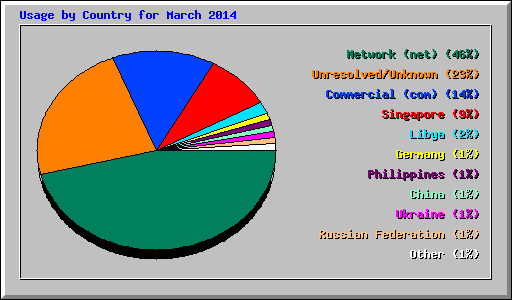 Usage by Country for March 2014
Network (net) (46%)
Unresolved/Unknown (23%)
Commercial (com) (14%)
Singapore (9%)
Libya (2%)
Germany (1%)
Philippines (1%)
China (1%)
Ukraine (1%)
Russian Federation (1%)
Other (1%)